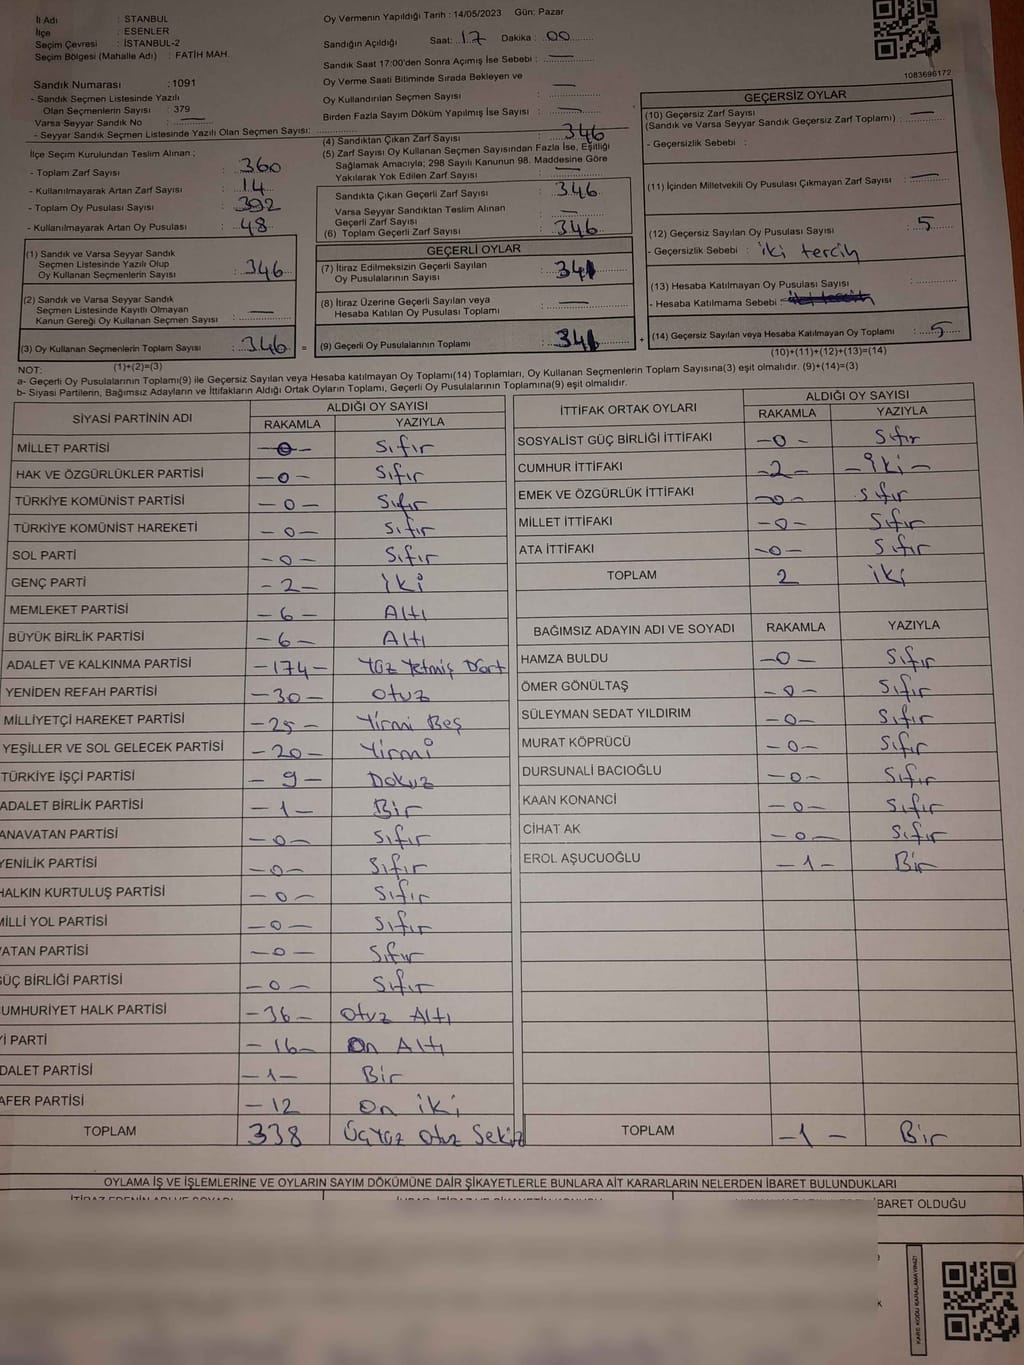 İl Adı : İSTANBUL
İlçe : ESENLER
Seçim Çevresi : İSTANBUL-2
Seçim Bölgesi (Mahalle Adı) : FATİH MAH.
Sandık Numarası : 1091
- Sandık Seçmen Listesinde Yazılı
Olan Seçmenlerin Sayısı : 379
Varsa Seyyar Sandık No —
- Seyyar Sandık Seçmen Listesinde Yazılı Olan Seçmen Sayısı:
İlçe Seçim Kurulundan Teslim Alınan ;
- Toplam Zarf Sayısı : 360
- Kullanılmayarak Artan Zarf Sayısı : 14
- Toplam Oy Pusulası Sayısı : 392
- Kullanılmayarak Artan Oy Pusulası : 48
(1) Sandık ve Varsa Seyyar Sandık
Seçmen Listesinde Yazılı Olup
Oy Kullanan Seçmenlerin Sayısı : 346
(2) Sandık ve Varsa Seyyar Sandık
Seçmen Listesinde Kayıtlı Olmayan
Kanun Gereği Oy Kullanan Seçmen Sayısı : —
(3) Oy Kullanan Seçmenlerin Toplam Sayısı : 346 =
(1)+(2)=(3)
Oy Vermenin Yapıldığı Tarih : 14/05/2023 Gün: Pazar
Sandığın Açıldığı Saat: 17 Dakika : 00
Sandık Saat 17:00'den Sonra Açımış İse Sebebi : —
Oy Verme Saati Bitiminde Sırada Bekleyen ve
Oy Kullandırılan Seçmen Sayısı : —
Birden Fazla Sayım Döküm Yapılmış İse Sayısı : —
(4) Sandıktan Çıkan Zarf Sayısı : 346
(5) Zarf Sayısı Oy Kullanan Seçmen Sayısından Fazla İse, Eşitliği
Sağlamak Amacıyla; 298 Sayılı Kanunun 98. Maddesine Göre
Yakılarak Yok Edilen Zarf Sayısı : —
Sandıkta Çıkan Geçerli Zarf Sayısı : 346
Varsa Seyyar Sandıktan Teslim Alınan
Geçerli Zarf Sayısı : —
(6) Toplam Geçerli Zarf Sayısı : 346
GEÇERLİ OYLAR
(7) İtiraz Edilmeksizin Geçerli Sayılan
Oy Pusulalarının Sayısı : 341
(8) İtiraz Üzerine Geçerli Sayılan veya
Hesaba Katılan Oy Pusulası Toplamı : —
(9) Geçerli Oy Pusulalarının Toplamı : 341 +
1083696172
GEÇERSİZ OYLAR
(10) Geçersiz Zarf Sayısı
(Sandık ve Varsa Seyyar Sandık Geçersiz Zarf Toplamı) : —
- Geçersizlik Sebebi :
(11) İçinden Milletvekili Oy Pusulası Çıkmayan Zarf Sayısı : —
(12) Geçersiz Sayılan Oy Pusulası Sayısı : 5
- Geçersizlik Sebebi : iki tercih
(13) Hesaba Katılmayan Oy Pusulası Sayısı :
- Hesaba Katılmama Sebebi :
(14) Geçersiz Sayılan veya Hesaba Katılmayan Oy Toplamı : 5
(10)+(11)+(12)+(13)=(14)
NOT:
a- Geçerli Oy Pusulalarının Toplamı(9) ile Geçersiz Sayılan veya Hesaba katılmayan Oy Toplamı(14) Toplamları, Oy Kullanan Seçmenlerin Toplam Sayısına(3) eşit olmalıdır. (9)+(14)=(3)
b- Siyasi Partilerin, Bağımsız Adayların ve İttifakların Aldığı Ortak Oyların Toplamı, Geçerli Oy Pusulalarının Toplamına(9) eşit olmalıdır.
SİYASİ PARTİNİN ADI ALDIĞI OY SAYISI
RAKAMLA YAZIYLA
MİLLET PARTİSİ -0- Sıfır
HAK VE ÖZGÜRLÜKLER PARTİSİ -0- Sıfır
TÜRKİYE KOMÜNİST PARTİSİ -0- Sıfır
TÜRKİYE KOMÜNİST HAREKETİ -0- Sıfır
SOL PARTİ -0- Sıfır
GENÇ PARTİ -2- İki
MEMLEKET PARTİSİ -6- Altı
BÜYÜK BİRLİK PARTİSİ -6- Altı
ADALET VE KALKINMA PARTİSİ -174- Yüz Yetmiş Dört
YENİDEN REFAH PARTİSİ -30- Otuz
MİLLİYETÇİ HAREKET PARTİSİ -25- Yirmi Beş
YEŞİLLER VE SOL GELECEK PARTİSİ -20- Yirmi
TÜRKİYE İŞÇİ PARTİSİ -9- Dokuz
ADALET BİRLİK PARTİSİ -1- Bir
ANAVATAN PARTİSİ -0- Sıfır
YENİLİK PARTİSİ -0- Sıfır
HALKIN KURTULUŞ PARTİSİ -0- Sıfır
MİLLİ YOL PARTİSİ -0- Sıfır
VATAN PARTİSİ -0- Sıfır
GÜÇ BİRLİĞİ PARTİSİ -0- Sıfır
UMHURİYET HALK PARTİSİ -36- Otuz Altı
Yİ PARTİ -16- On Altı
DALET PARTİSİ -1- Bir
AFER PARTİSİ -12 On iki
TOPLAM 338 Üçyüz Otuz Sekiz
İTTİFAK ORTAK OYLARI ALDIĞI OY SAYISI
RAKAMLA YAZIYLA
SOSYALİST GÜÇ BİRLİĞİ İTTİFAKI -0- Sıfır
CUMHUR İTTİFAKI -2- -İki-
EMEK VE ÖZGÜRLÜK İTTİFAKI -0- Sıfır
MİLLET İTTİFAKI -0- Sıfır
ATA İTTİFAKI -0- Sıfır
TOPLAM 2 iki
BAĞIMSIZ ADAYIN ADI VE SOYADI RAKAMLA YAZIYLA
HAMZA BULDU -0- Sıfır
ÖMER GÖNÜLTAŞ -0- Sıfır
SÜLEYMAN SEDAT YILDIRIM -0- Sıfır
MURAT KÖPRÜCÜ -0- Sıfır
DURSUNALİ BACIOĞLU -0- Sıfır
KAAN KONANCİ -0- Sıfır
CİHAT AK -0- Sıfır
EROL AŞUCUOĞLU -1- Bir
TOPLAM -1- Bir
OYLAMA İŞ VE İŞLEMLERİNE VE OYLARIN SAYIM DÖKÜMÜNE DAİR ŞİKAYETLERLE BUNLARA AİT KARARLARIN NELERDEN İBARET BULUNDUKLARI
İBARET OLDUĞU
KARE KODU KARALAMAYINIZ!